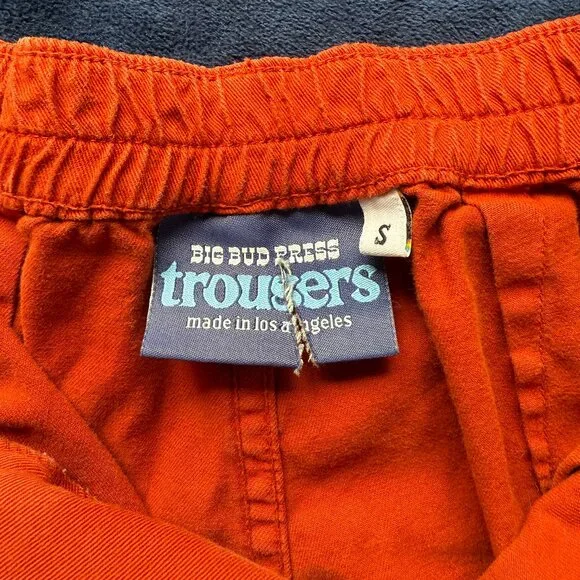 BIG BUD PRESS
trousers
made in los angeles
S